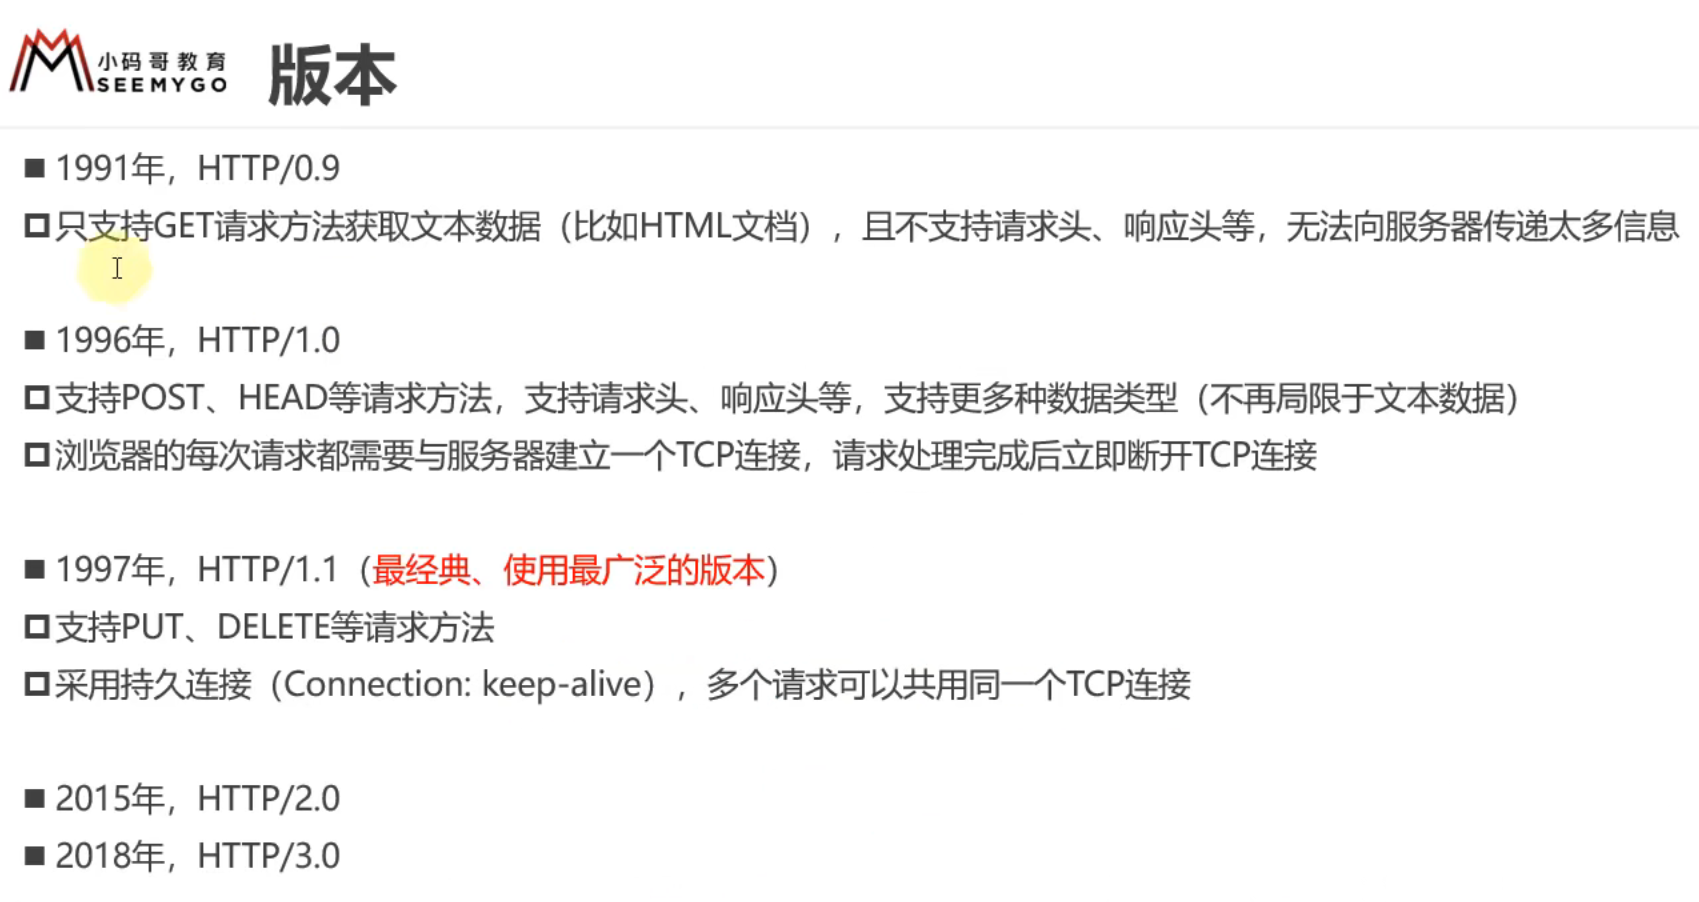 小码哥教育
SEEMYGO
版本
1991年，HTTP/0.9
只支持GET请求方法获取文本数据（比如HTML文档），且不支持请求头、响应头等，无法向服务器传递太多信息
1996年，HTTP/1.0
支持POST、HEAD等请求方法，支持请求头、响应头等，支持更多种数据类型（不再局限于文本数据）
浏览器的每次请求都需要与服务器建立一个TCP连接，请求处理完成后立即断开TCP连接
1997年，HTTP/1.1（最经典、使用最广泛的版本）
支持PUT、DELETE等请求方法
采用持久连接（Connection: keep-alive），多个请求可以共用同一个TCP连接
2015年，HTTP/2.0
2018年，HTTP/3.0